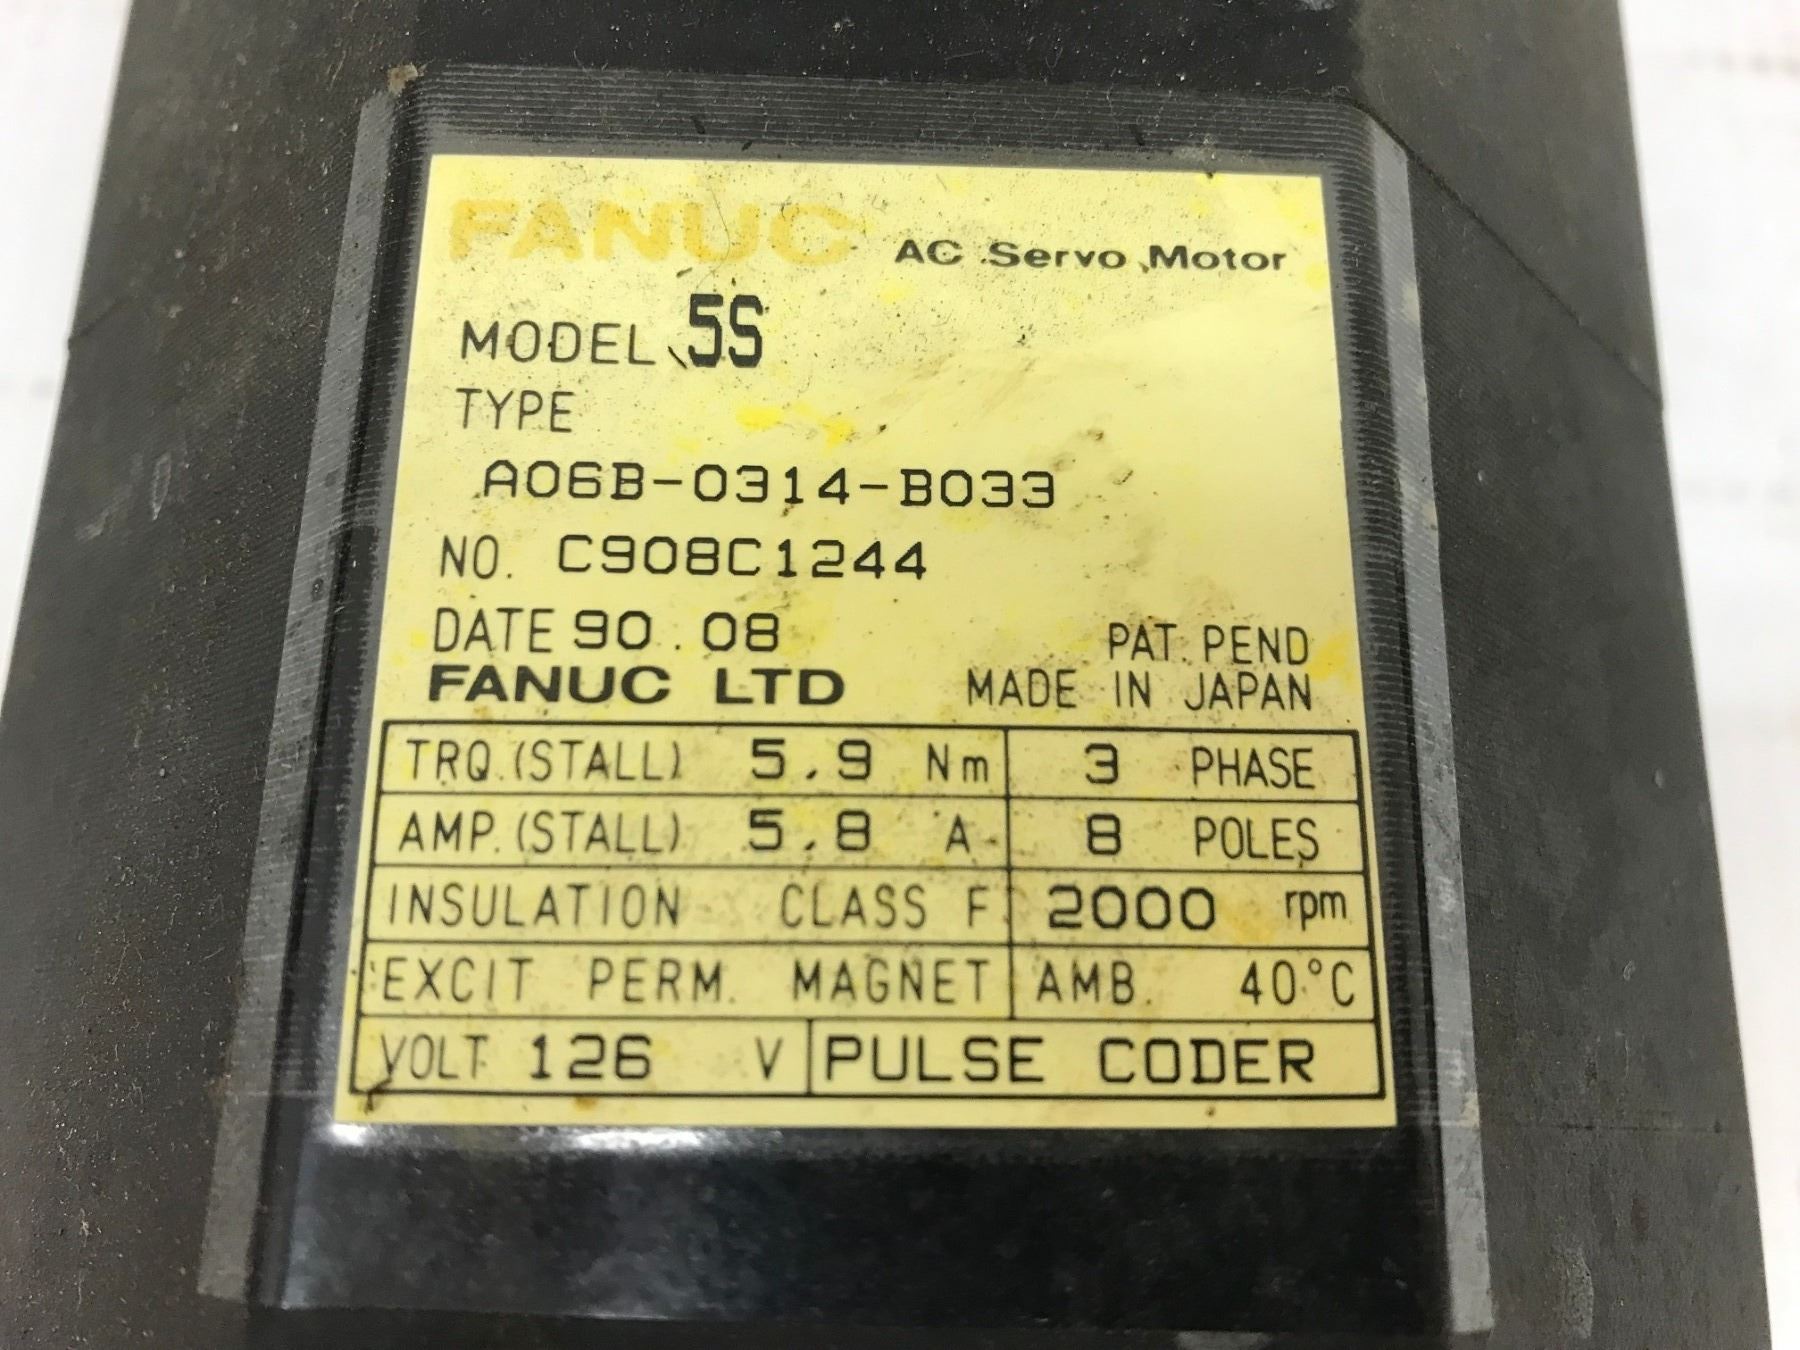 FANUC AC Servo Motor
MODEL 5S
TYPE
A06B-0314-B033
NO. C908C1244
DATE 90.08
PAT. PEND
FANUC LTD MADE IN JAPAN
TRQ.(STALL) 5.9 Nm 3 PHASE
AMP.(STALL) 5.8 A 8 POLES
INSULATION CLASS F 2000 rpm
EXCIT PERM. MAGNET AMB. 40°C
VOLT 126 V PULSE CODER